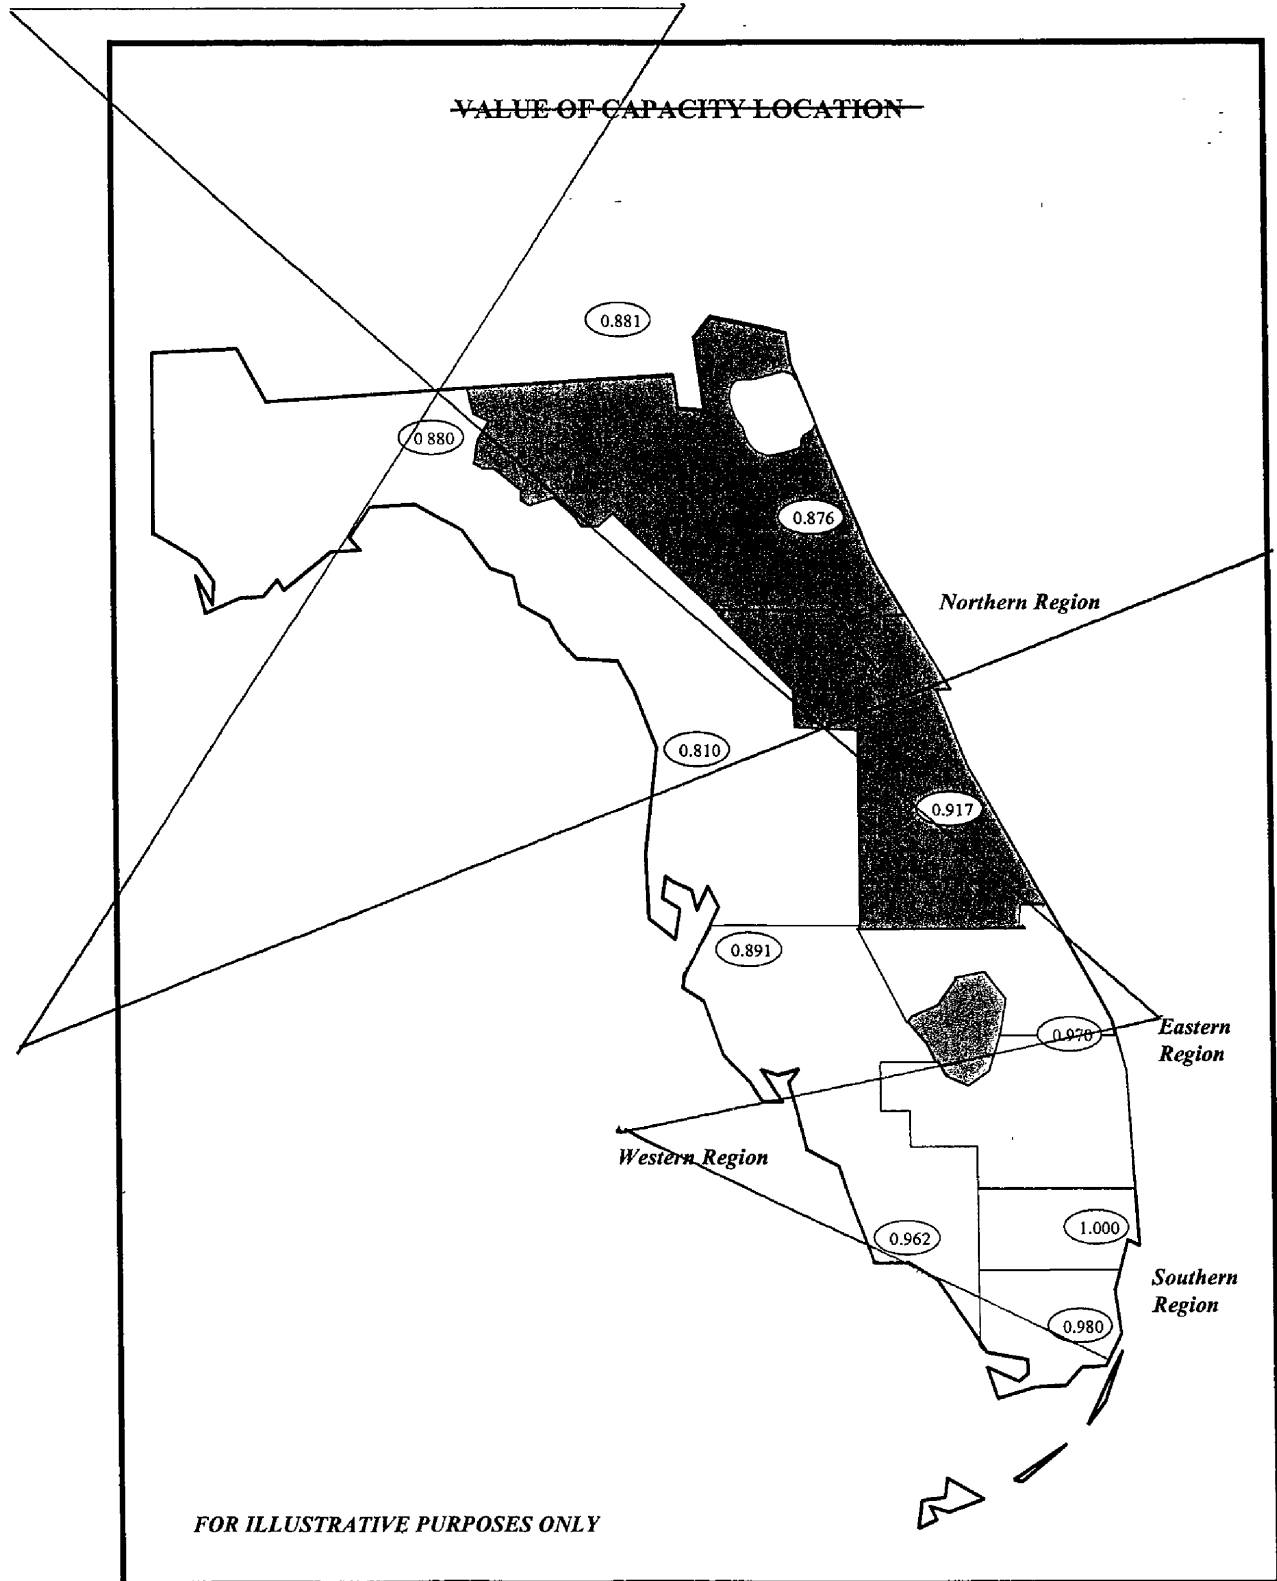 VALUE OF CAPACITY LOCATION
0.881
0.880
0.876
Northern Region
0.810
0.917
0.891
0.970
Eastern
Region
Western Region
0.962
1.000
Southern
Region
0.980
FOR ILLUSTRATIVE PURPOSES ONLY